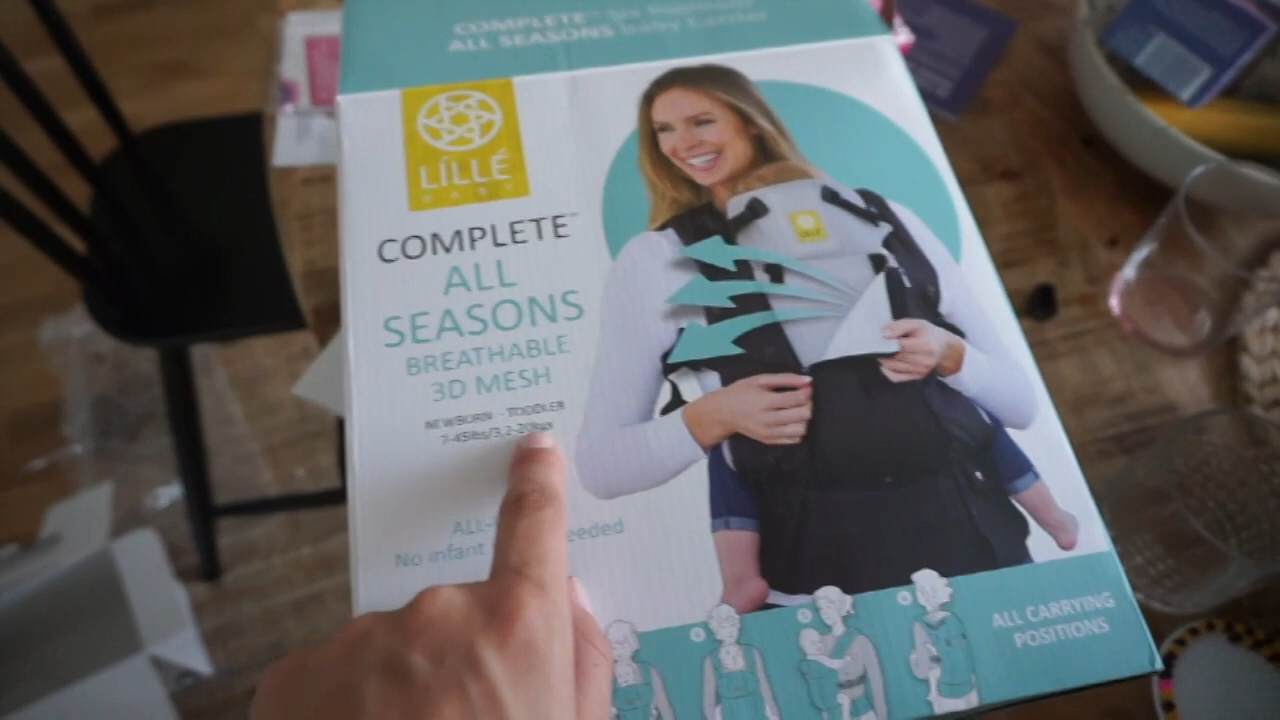 COMPLETE™ Six Position
ALL SEASONS Baby Carrier
LÍLLÉ
BABY
COMPLETE™
ALL
SEASONS
BREATHABLE
3D MESH
NEWBORN - TODDLER
7-45lbs/3.2-20kgs
ALL-
No infant eeded
ALL CARRYING
POSITIONS